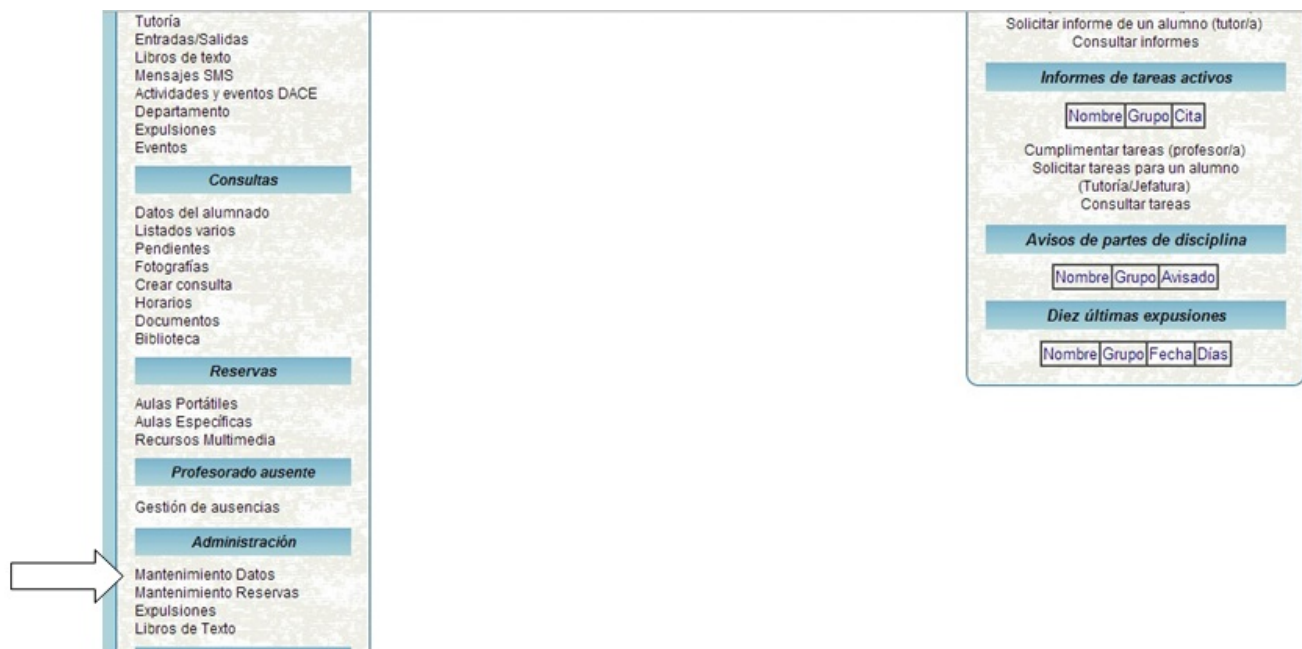 Tutoría
Entradas/Salidas
Libros de texto
Mensajes SMS
Actividades y eventos DACE
Departamento
Expulsiones
Eventos
Consultas
Datos del alumnado
Listados varios
Pendientes
Fotografías
Crear consulta
Horarios
Documentos
Biblioteca
Reservas
Aulas Portátiles
Aulas Específicas
Recursos Multimedia
Profesorado ausente
Gestión de ausencias
Administración
Mantenimiento Datos
Mantenimiento Reservas
Expulsiones
Libros de Texto
Solicitar informe de un alumno (tutor/a)
Consultar informes
Informes de tareas activos
Nombre Grupo Cita
Cumplimentar tareas (profesor/a)
Solicitar tareas para un alumno
(Tutoría/Jefatura)
Consultar tareas
Avisos de partes de disciplina
Nombre Grupo Avisado
Diez últimas expusiones
Nombre Grupo Fecha Días